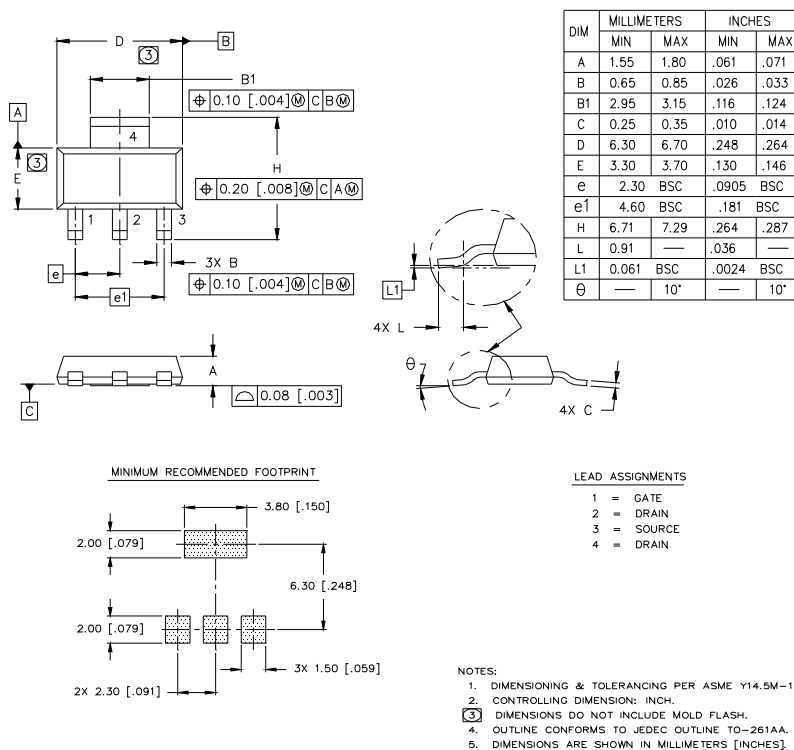 D
B
3
B1
⌖ 0.10 [.004]Ⓜ C BⓂ
A
4
3
E
H
⌖ 0.20 [.008]Ⓜ C AⓂ
1 2 3
3X B
e
e1
⌖ 0.10 [.004]Ⓜ C BⓂ
L1
4X L
A
C
⌓ 0.08 [.003]
θ
4X C
DIM MILLIMETERS INCHES
MIN MAX MIN MAX
A 1.55 1.80 .061 .071
B 0.65 0.85 .026 .033
B1 2.95 3.15 .116 .124
C 0.25 0.35 .010 .014
D 6.30 6.70 .248 .264
E 3.30 3.70 .130 .146
e 2.30 BSC .0905 BSC
e1 4.60 BSC .181 BSC
H 6.71 7.29 .264 .287
L 0.91 — .036 —
L1 0.061 BSC .0024 BSC
θ — 10° — 10°
MINIMUM RECOMMENDED FOOTPRINT
3.80 [.150]
2.00 [.079]
6.30 [.248]
2.00 [.079]
3X 1.50 [.059]
2X 2.30 [.091]
LEAD ASSIGNMENTS
1 = GATE
2 = DRAIN
3 = SOURCE
4 = DRAIN
NOTES:
1. DIMENSIONING & TOLERANCING PER ASME Y14.5M-1
2. CONTROLLING DIMENSION: INCH.
3 DIMENSIONS DO NOT INCLUDE MOLD FLASH.
4. OUTLINE CONFORMS TO JEDEC OUTLINE TO-261AA.
5. DIMENSIONS ARE SHOWN IN MILLIMETERS [INCHES].